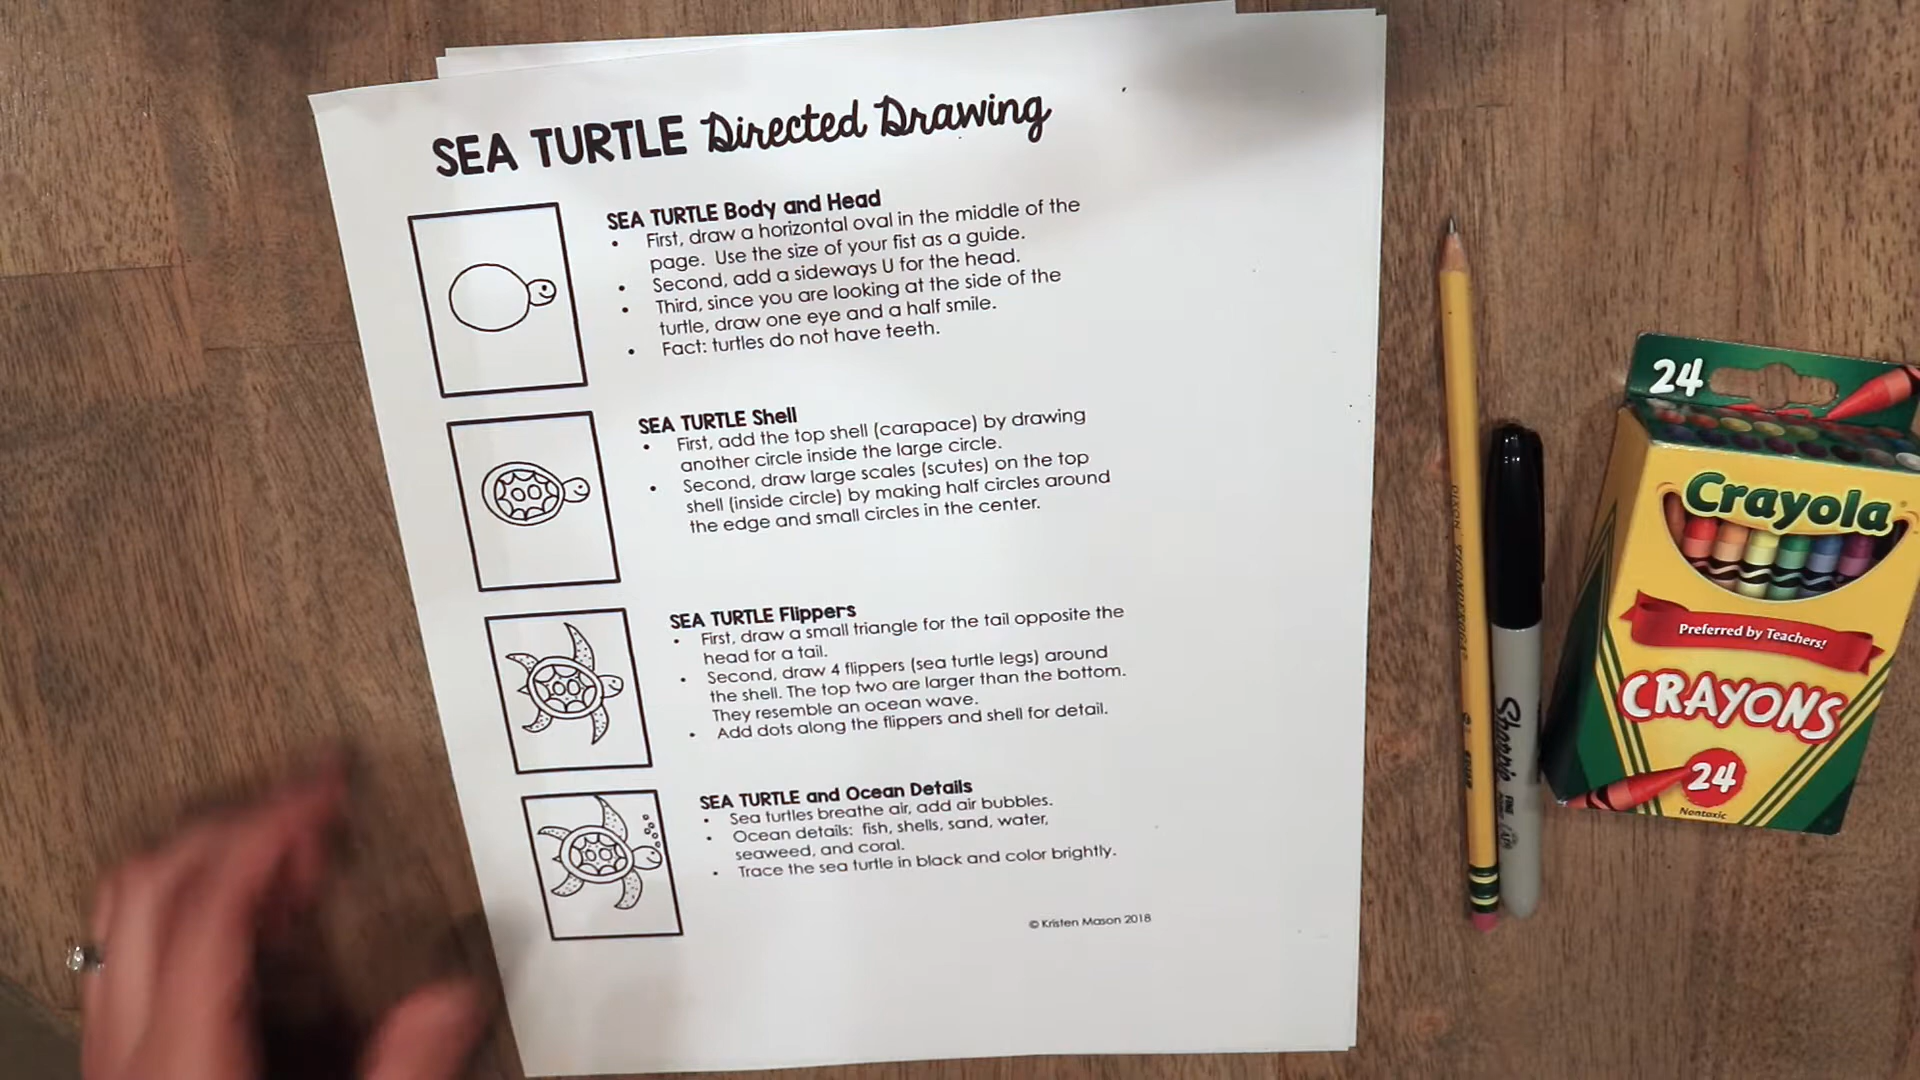 SEA TURTLE Directed Drawing
SEA TURTLE Body and Head
• First, draw a horizontal oval in the middle of the
page. Use the size of your fist as a guide.
• Second, add a sideways U for the head.
• Third, since you are looking at the side of the
turtle, draw one eye and a half smile.
• Fact: turtles do not have teeth.
SEA TURTLE Shell
• First, add the top shell (carapace) by drawing
another circle inside the large circle.
• Second, draw large scales (scutes) on the top
shell (inside circle) by making half circles around
the edge and small circles in the center.
SEA TURTLE Flippers
• First, draw a small triangle for the tail opposite the
head for a tail.
• Second, draw 4 flippers (sea turtle legs) around
the shell. The top two are larger than the bottom.
They resemble an ocean wave.
• Add dots along the flippers and shell for detail.
SEA TURTLE and Ocean Details
• Sea turtles breathe air, add air bubbles.
• Ocean details: fish, shells, sand, water,
seaweed, and coral.
• Trace the sea turtle in black and color brightly.
© Kristen Mason 2018
Sharpie
24
Crayola
Preferred by Teachers!
CRAYONS
24
Nontoxic